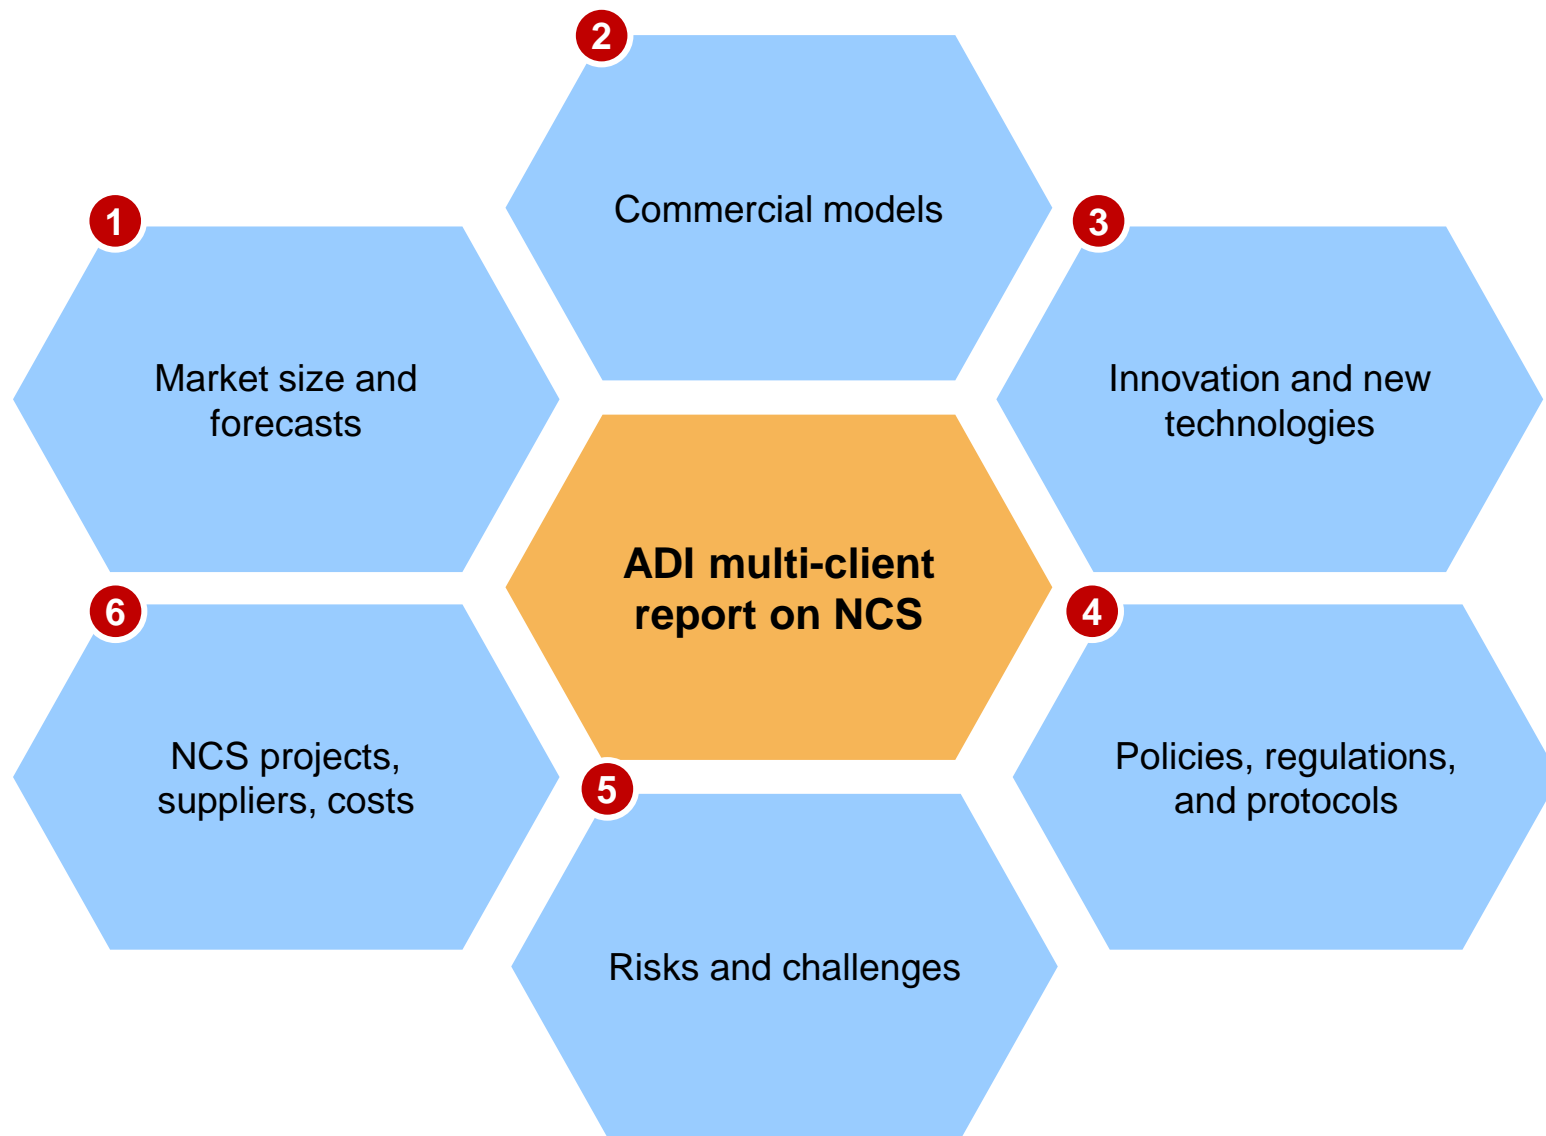 1
Market size and
forecasts
2
Commercial models
3
Innovation and new
technologies
ADI multi-client
report on NCS
4
Policies, regulations,
and protocols
5
Risks and challenges
6
NCS projects,
suppliers, costs